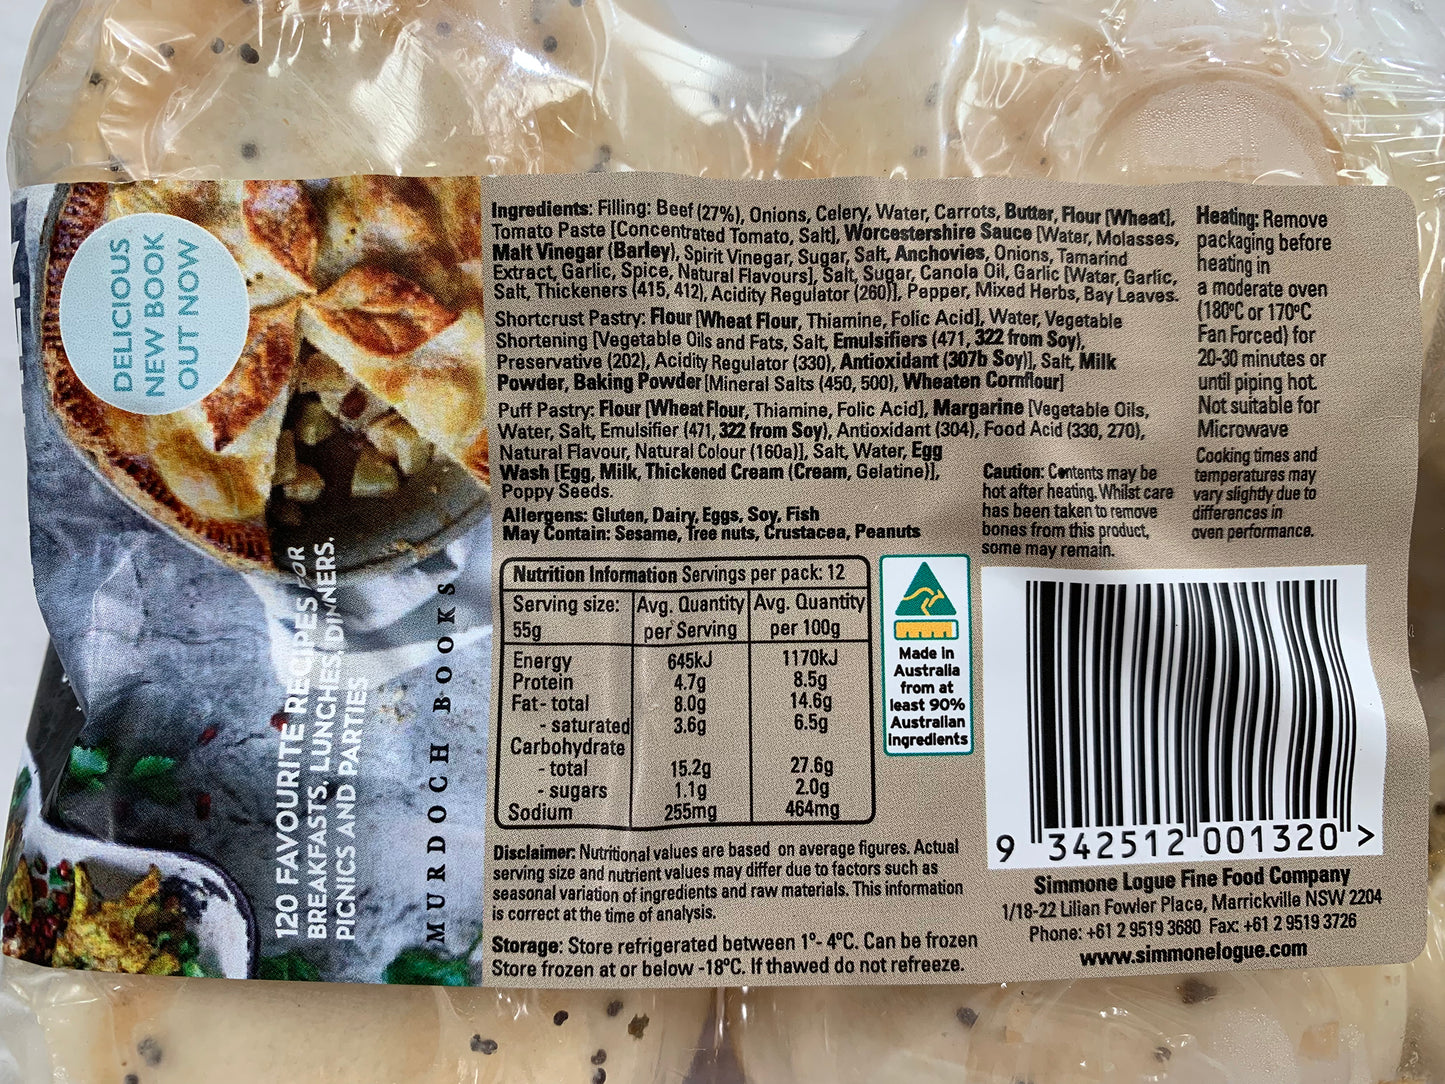 DELICIOUS
NEW BOOK
OUT NOW
120 FAVOURITE RECIPES FOR
BREAKFASTS, LUNCHES, DINNERS,
PICNICS AND PARTIES
MURDOCH BOOKS
Ingredients: Filling: Beef (27%), Onions, Celery, Water, Carrots, Butter, Flour [Wheat],
Tomato Paste [Concentrated Tomato, Salt], Worcestershire Sauce [Water, Molasses,
Malt Vinegar (Barley), Spirit Vinegar, Sugar, Salt, Anchovies, Onions, Tamarind
Extract, Garlic, Spice, Natural Flavours], Salt, Sugar, Canola Oil, Garlic [Water, Garlic,
Salt, Thickeners (415, 412), Acidity Regulator (260)], Pepper, Mixed Herbs, Bay Leaves.
Shortcrust Pastry: Flour [Wheat Flour, Thiamine, Folic Acid], Water, Vegetable
Shortening [Vegetable Oils and Fats, Salt, Emulsifiers (471, 322 from Soy),
Preservative (202), Acidity Regulator (330), Antioxidant (307b Soy)], Salt, Milk
Powder, Baking Powder [Mineral Salts (450, 500), Wheaten Cornflour]
Puff Pastry: Flour [Wheat Flour, Thiamine, Folic Acid], Margarine [Vegetable Oils,
Water, Salt, Emulsifier (471, 322 from Soy), Antioxidant (304), Food Acid (330, 270),
Natural Flavour, Natural Colour (160a)], Salt, Water, Egg
Wash [Egg, Milk, Thickened Cream (Cream, Gelatine)],
Poppy Seeds.
Allergens: Gluten, Dairy, Eggs, Soy, Fish
May Contain: Sesame, Tree nuts, Crustacea, Peanuts
Heating: Remove
packaging before
heating in
a moderate oven
(180°C or 170°C
Fan Forced) for
20-30 minutes or
until piping hot.
Not suitable for
Microwave
Cooking times and
temperatures may
vary slightly due to
differences in
oven performance.
Caution: Contents may be
hot after heating. Whilst care
has been taken to remove
bones from this product,
some may remain.
Nutrition Information Servings per pack: 12
Serving size: Avg. Quantity Avg. Quantity
55g per Serving per 100g
Energy 645kJ 1170kJ
Protein 4.7g 8.5g
Fat - total 8.0g 14.6g
- saturated 3.6g 6.5g
Carbohydrate
- total 15.2g 27.6g
- sugars 1.1g 2.0g
Sodium 255mg 464mg
Made in
Australia
from at
least 90%
Australian
ingredients
Disclaimer: Nutritional values are based on average figures. Actual
serving size and nutrient values may differ due to factors such as
seasonal variation of ingredients and raw materials. This information
is correct at the time of analysis.
Storage: Store refrigerated between 1°- 4°C. Can be frozen
Store frozen at or below -18°C. If thawed do not refreeze.
9 342512 001320 >
Simmone Logue Fine Food Company
1/18-22 Lilian Fowler Place, Marrickville NSW 2204
Phone: +61 2 9519 3680 Fax: +61 2 9519 3726
www.simmonelogue.com